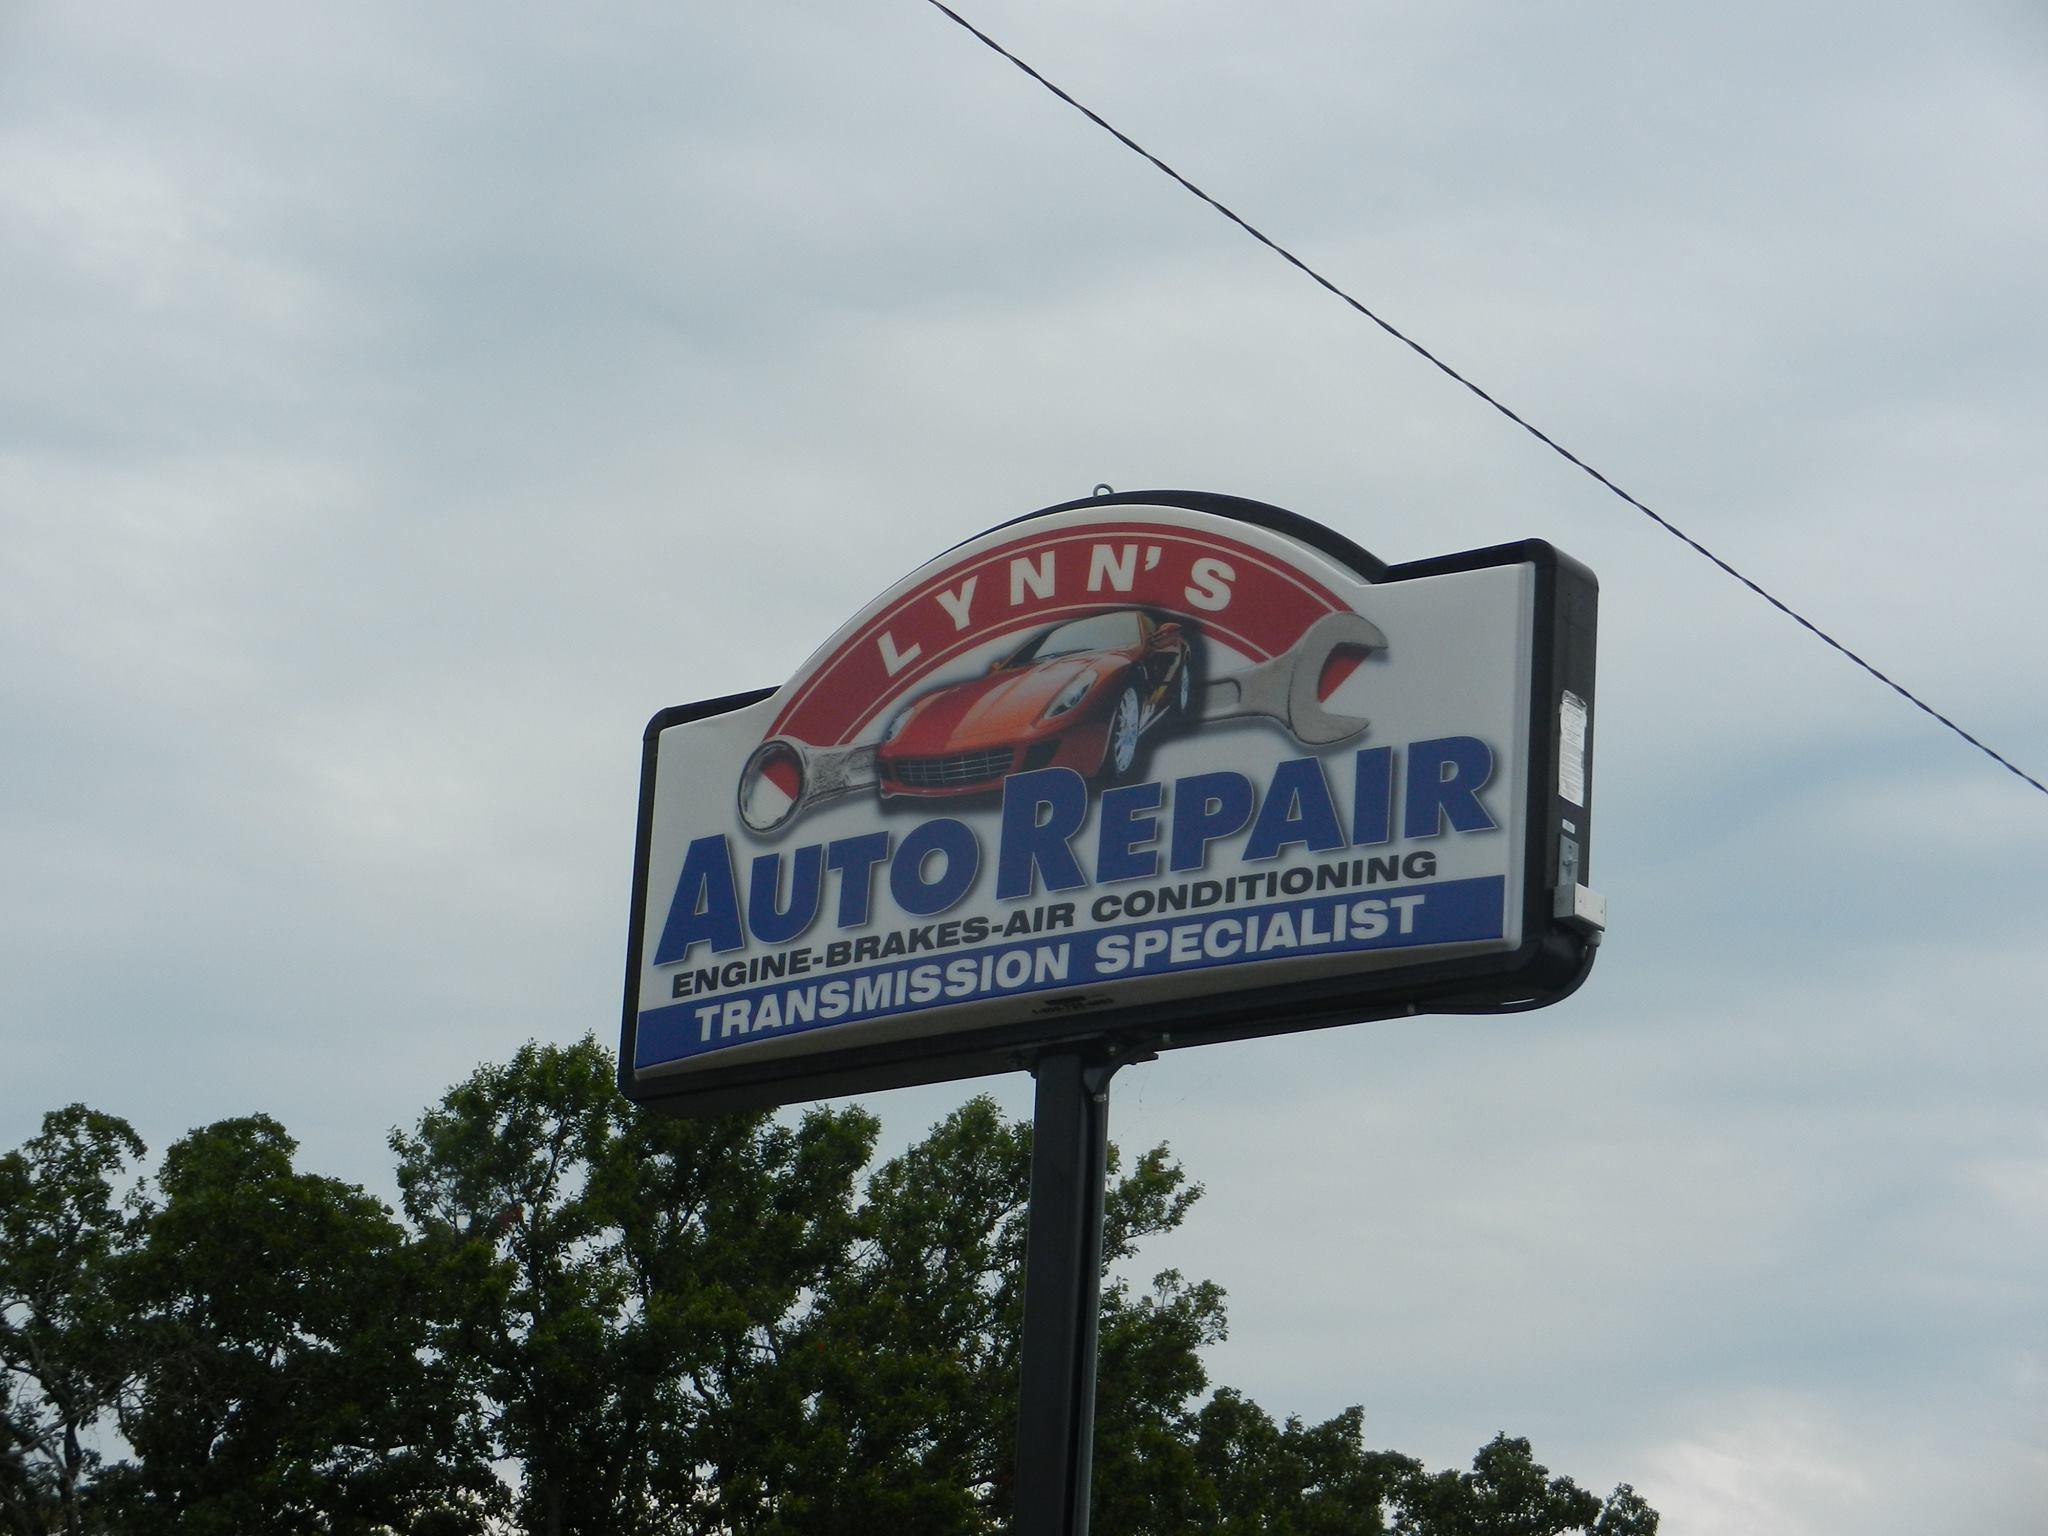 LYNN'S
AUTO REPAIR
ENGINE-BRAKES-AIR CONDITIONING
TRANSMISSION SPECIALIST